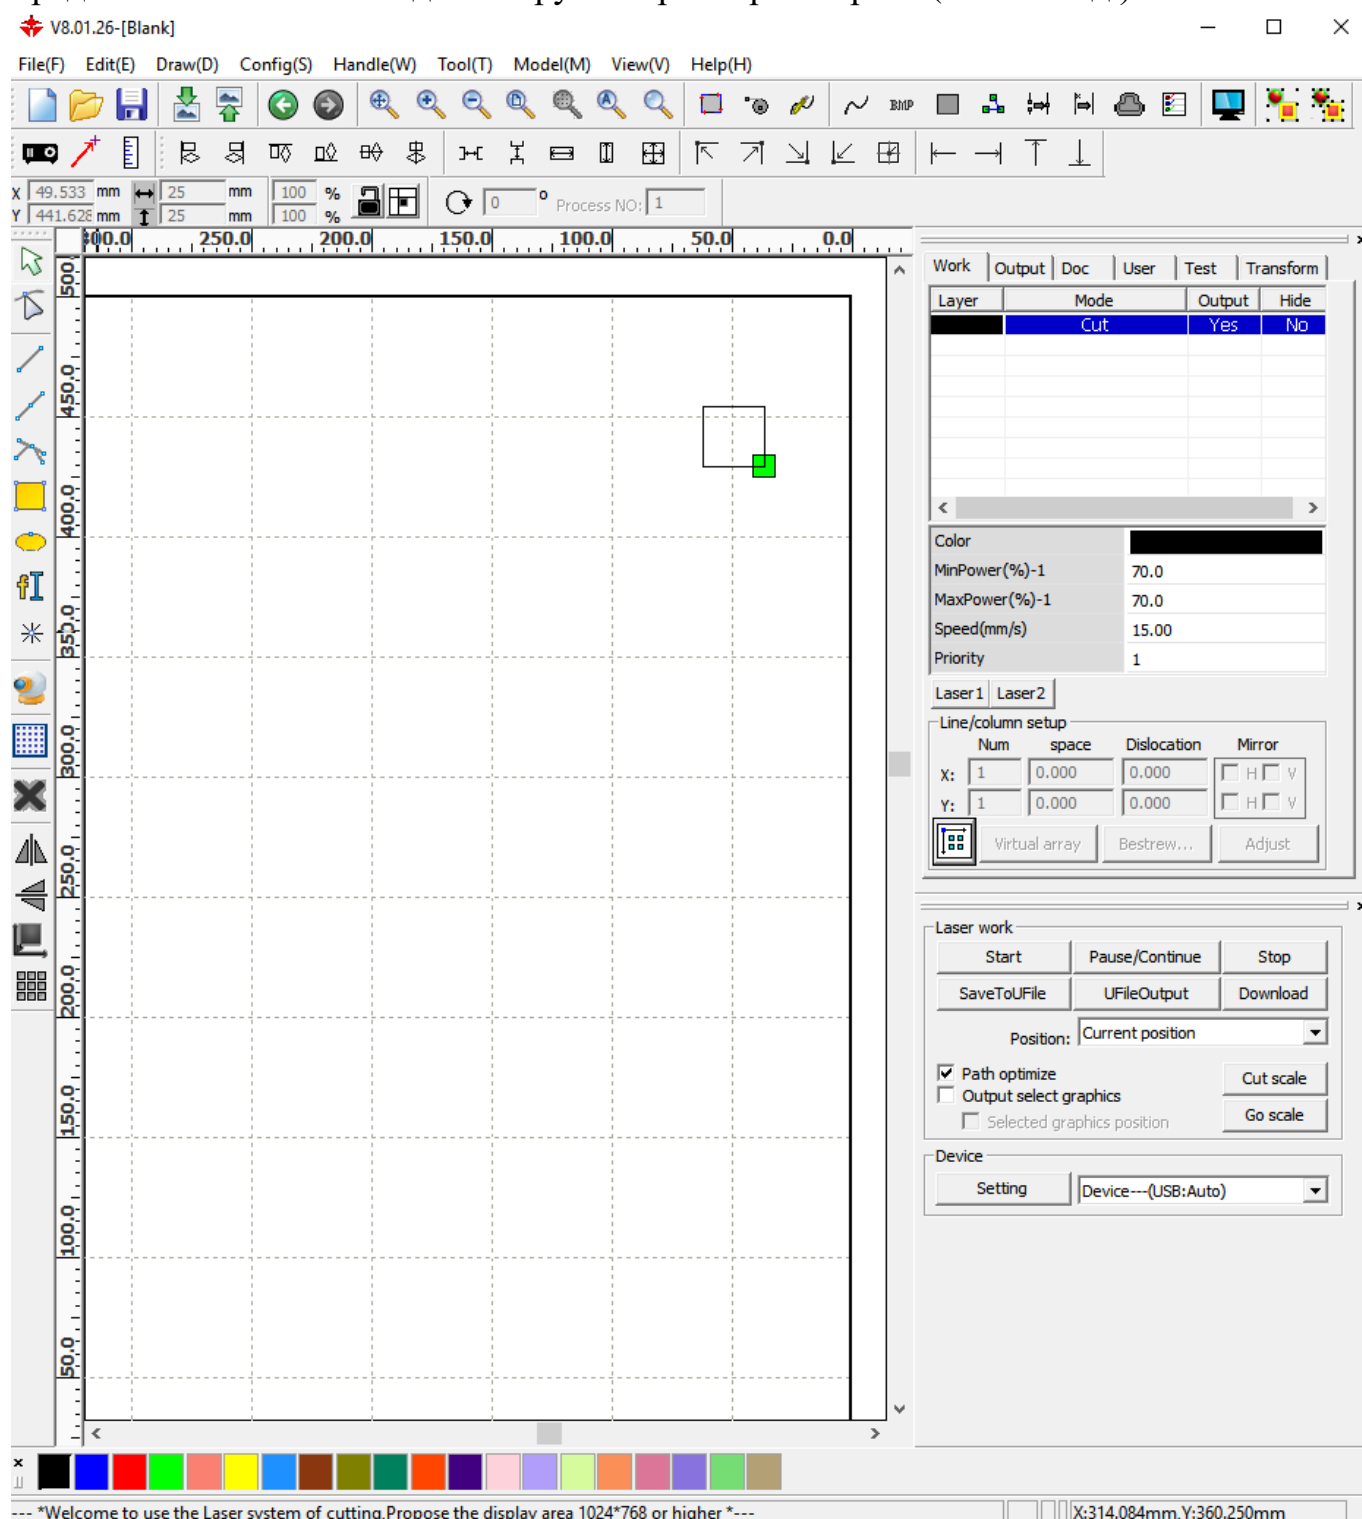 V8.01.26-[Blank]
File(F) Edit(E) Draw(D) Config(S) Handle(W) Tool(T) Model(M) View(V) Help(H)
BMP
X 49.533 mm 25 mm 100 %
Y 441.628 mm 25 mm 100 %
0 ° Process NO: 1
300.0 250.0 200.0 150.0 100.0 50.0 0.0
500.0
450.0
400.0
350.0
300.0
250.0
200.0
150.0
100.0
50.0
Work Output Doc User Test Transform
Layer Mode Output Hide
Cut Yes No
Color
MinPower(%)-1 70.0
MaxPower(%)-1 70.0
Speed(mm/s) 15.00
Priority 1
Laser1 Laser2
Line/column setup
Num space Dislocation Mirror
X: 1 0.000 0.000 H V
Y: 1 0.000 0.000 H V
Virtual array Bestrew... Adjust
Laser work
Start Pause/Continue Stop
SaveToUFile UFileOutput Download
Position: Current position
Path optimize
Cut scale
Output select graphics
Selected graphics position
Go scale
Device
Setting Device---(USB:Auto)
--- *Welcome to use the Laser system of cutting,Propose the display area 1024*768 or higher *---
X:314.084mm,Y:360.250mm